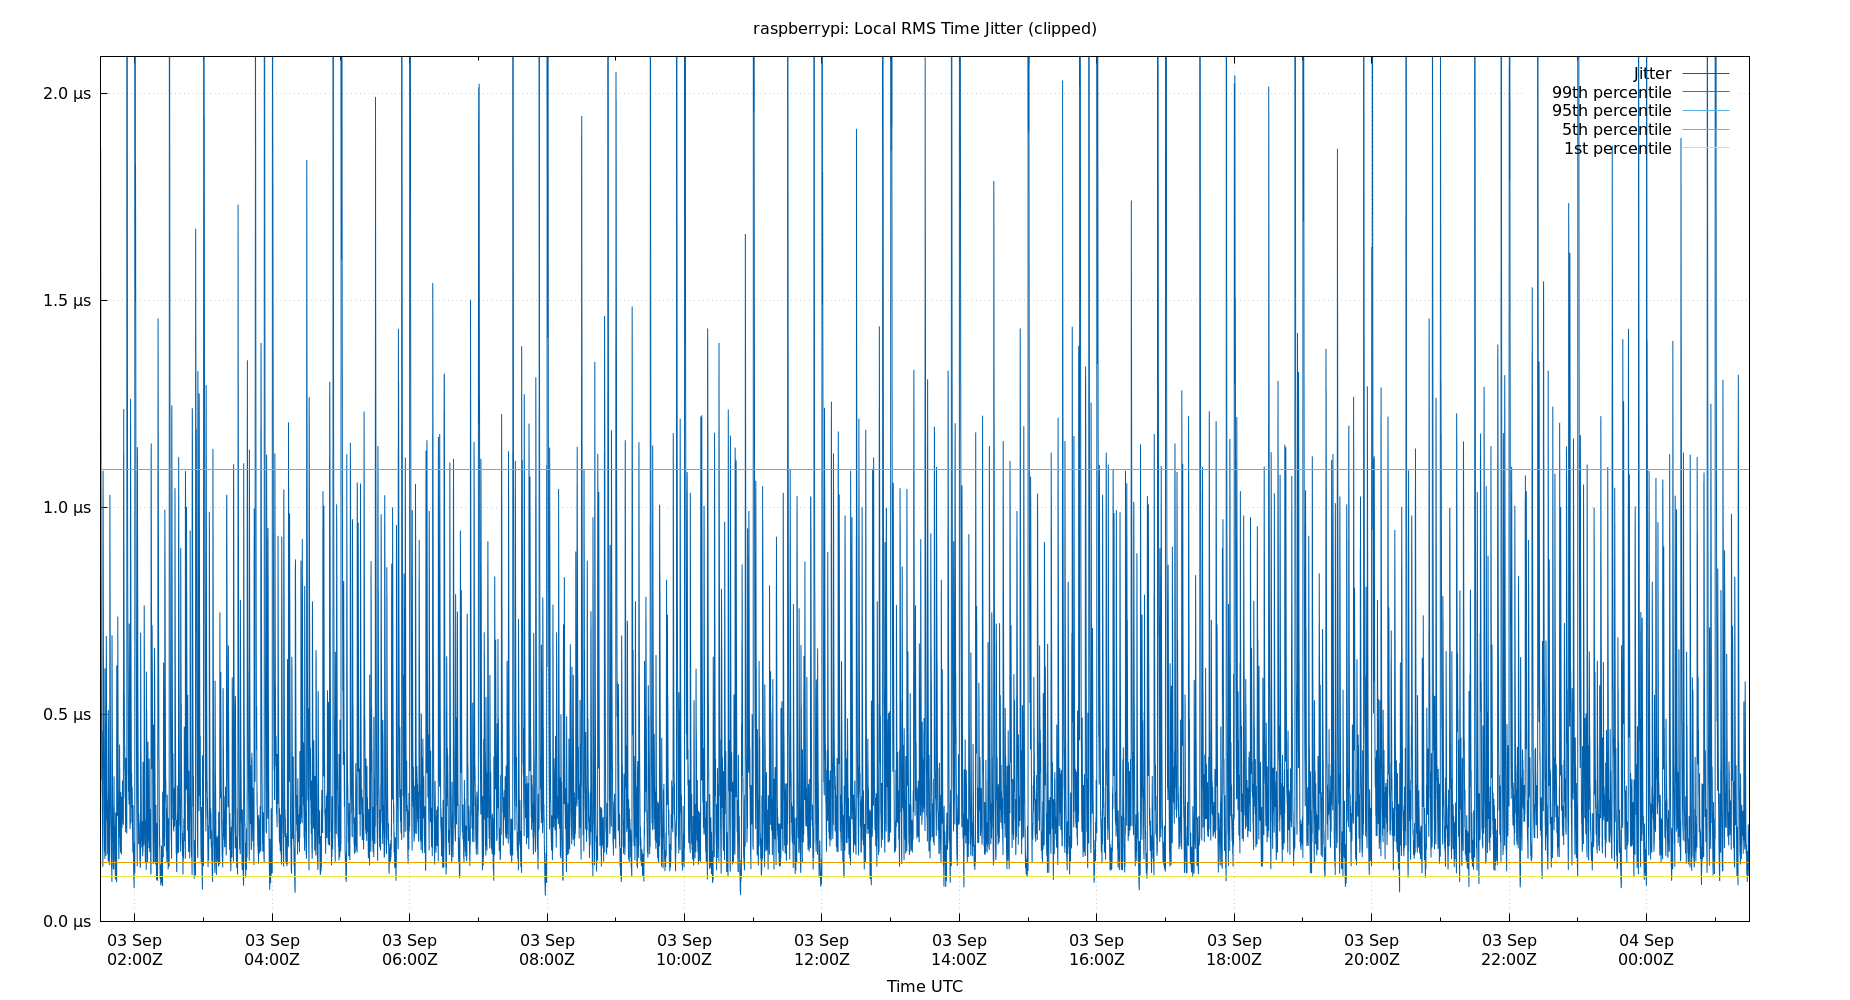 raspberrypi: Local RMS Time Jitter (clipped)
2.0 µs
1.5 µs
1.0 µs
0.5 µs
0.0 µs
Jitter
99th percentile
95th percentile
5th percentile
1st percentile
03 Sep 03 Sep 03 Sep 03 Sep 03 Sep 03 Sep 03 Sep 03 Sep 03 Sep 03 Sep 03 Sep 04 Sep
02:00Z 04:00Z 06:00Z 08:00Z 10:00Z 12:00Z 14:00Z 16:00Z 18:00Z 20:00Z 22:00Z 00:00Z
Time UTC